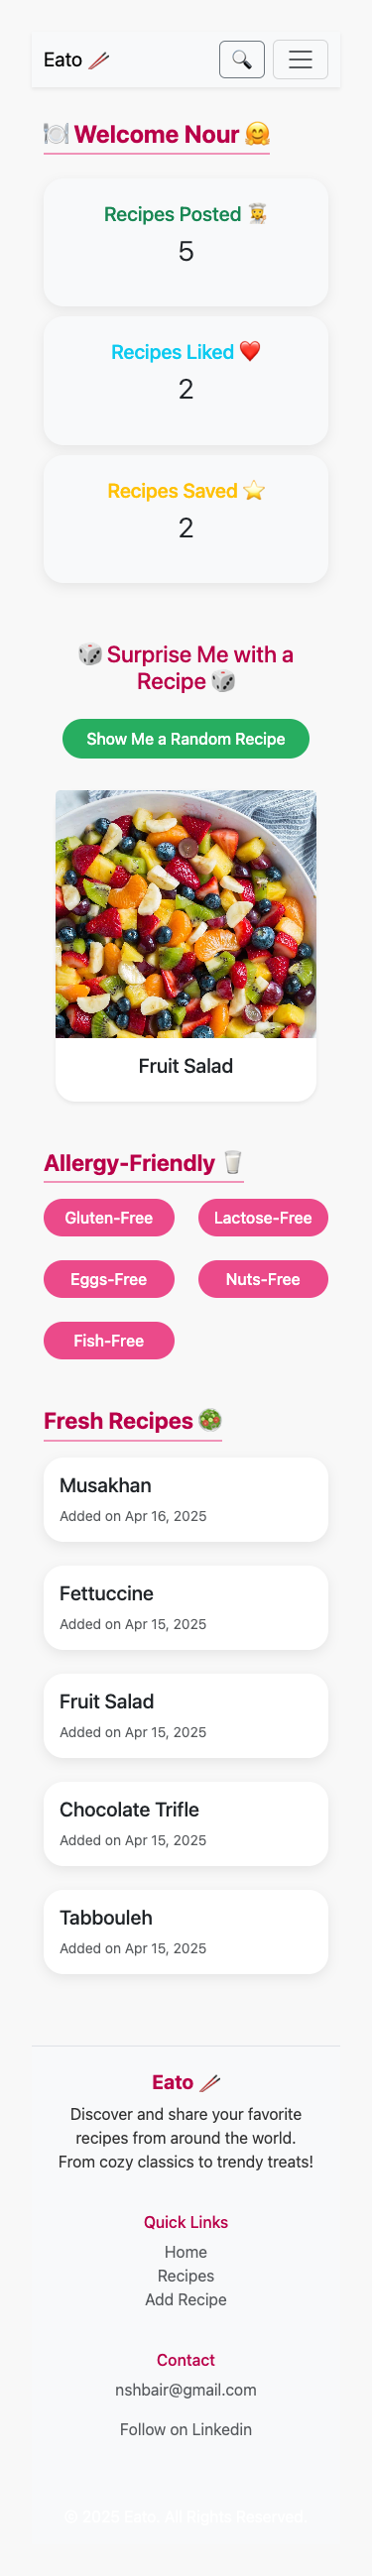 Eato 🥢
🍽️ Welcome Nour 🤗
Recipes Posted 🧑‍🍳
5
Recipes Liked ❤️
2
Recipes Saved ⭐
2
🎲 Surprise Me with a
Recipe 🎲
Show Me a Random Recipe
Fruit Salad
Allergy-Friendly 🥛
Gluten-Free
Lactose-Free
Eggs-Free
Nuts-Free
Fish-Free
Fresh Recipes 🥗
Musakhan
Added on Apr 16, 2025
Fettuccine
Added on Apr 15, 2025
Fruit Salad
Added on Apr 15, 2025
Chocolate Trifle
Added on Apr 15, 2025
Tabbouleh
Added on Apr 15, 2025
Eato 🥢
Discover and share your favorite
recipes from around the world.
From cozy classics to trendy treats!
Quick Links
Home
Recipes
Add Recipe
Contact
nshbair@gmail.com
Follow on Linkedin
© 2025 Eato. All Rights Reserved.